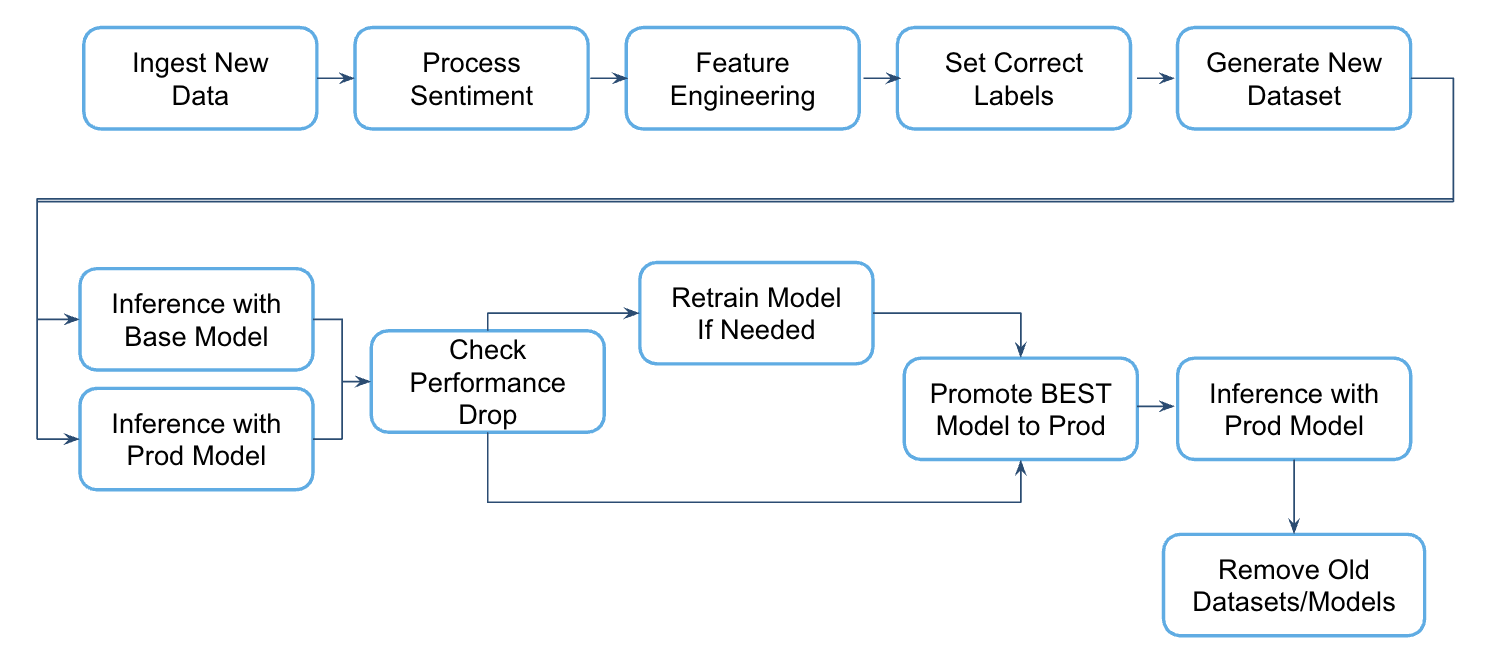 Ingest New
Data
Process
Sentiment
Feature
Engineering
Set Correct
Labels
Generate New
Dataset
Inference with
Base Model
Inference with
Prod Model
Check
Performance
Drop
Retrain Model
If Needed
Promote BEST
Model to Prod
Inference with
Prod Model
Remove Old
Datasets/Models